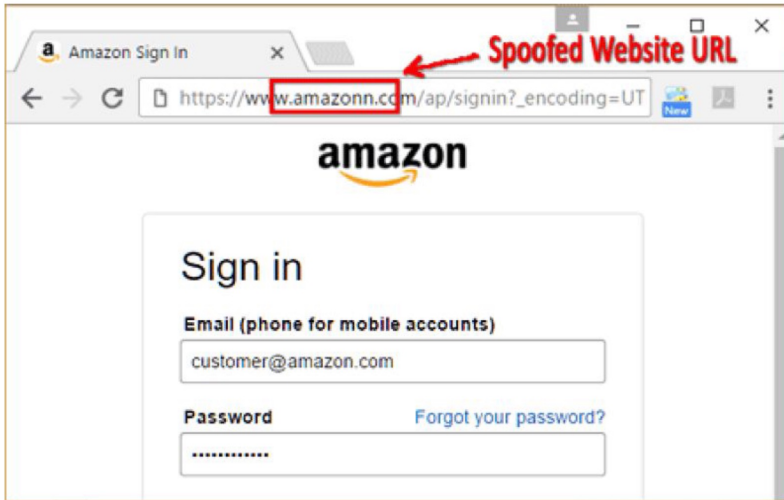 Amazon Sign In
Spoofed Website URL
https://www.amazonn.com/ap/signin?_encoding=UT
New
amazon
Sign in
Email (phone for mobile accounts)
customer@amazon.com
Password Forgot your password?
••••••••••••